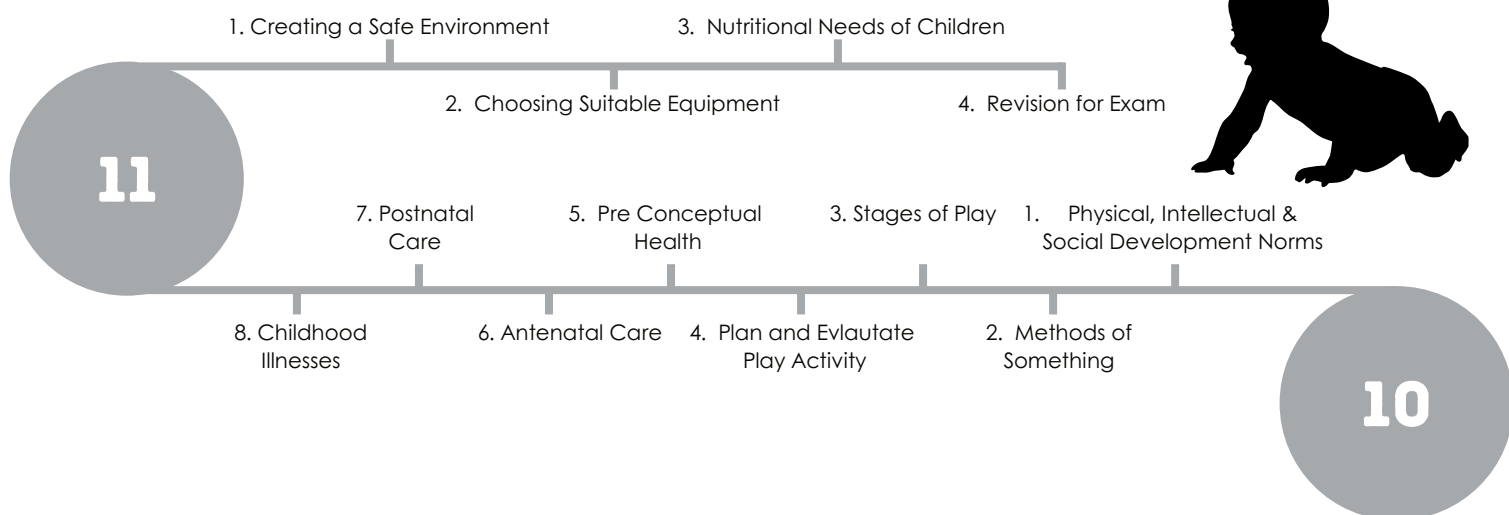 1. Creating a Safe Environment
3. Nutritional Needs of Children
2. Choosing Suitable Equipment
4. Revision for Exam
11
7. Postnatal
Care
5. Pre Conceptual
Health
3. Stages of Play
1. Physical, Intellectual &
Social Development Norms
8. Childhood
Illnesses
6. Antenatal Care
4. Plan and Evlautate
Play Activity
2. Methods of
Something
10